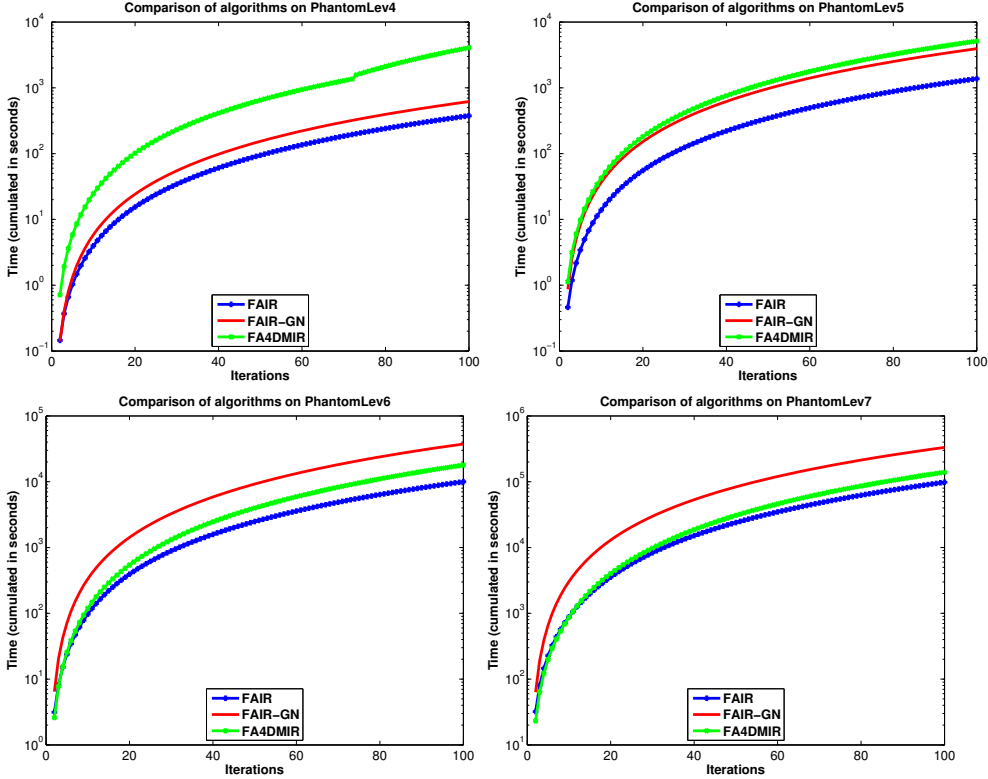 Comparison of algorithms on PhantomLev4
10^4
10^3
10^2
10^1
10^0
10^−1
Time (cumulated in seconds)
0 20 40 60 80 100
Iterations
FAIR
FAIR−GN
FA4DMIR
Comparison of algorithms on PhantomLev5
10^4
10^3
10^2
10^1
10^0
10^−1
Time (cumulated in seconds)
0 20 40 60 80 100
Iterations
FAIR
FAIR−GN
FA4DMIR
Comparison of algorithms on PhantomLev6
10^5
10^4
10^3
10^2
10^1
10^0
Time (cumulated in seconds)
0 20 40 60 80 100
Iterations
FAIR
FAIR−GN
FA4DMIR
Comparison of algorithms on PhantomLev7
10^6
10^5
10^4
10^3
10^2
10^1
Time (cumulated in seconds)
0 20 40 60 80 100
Iterations
FAIR
FAIR−GN
FA4DMIR